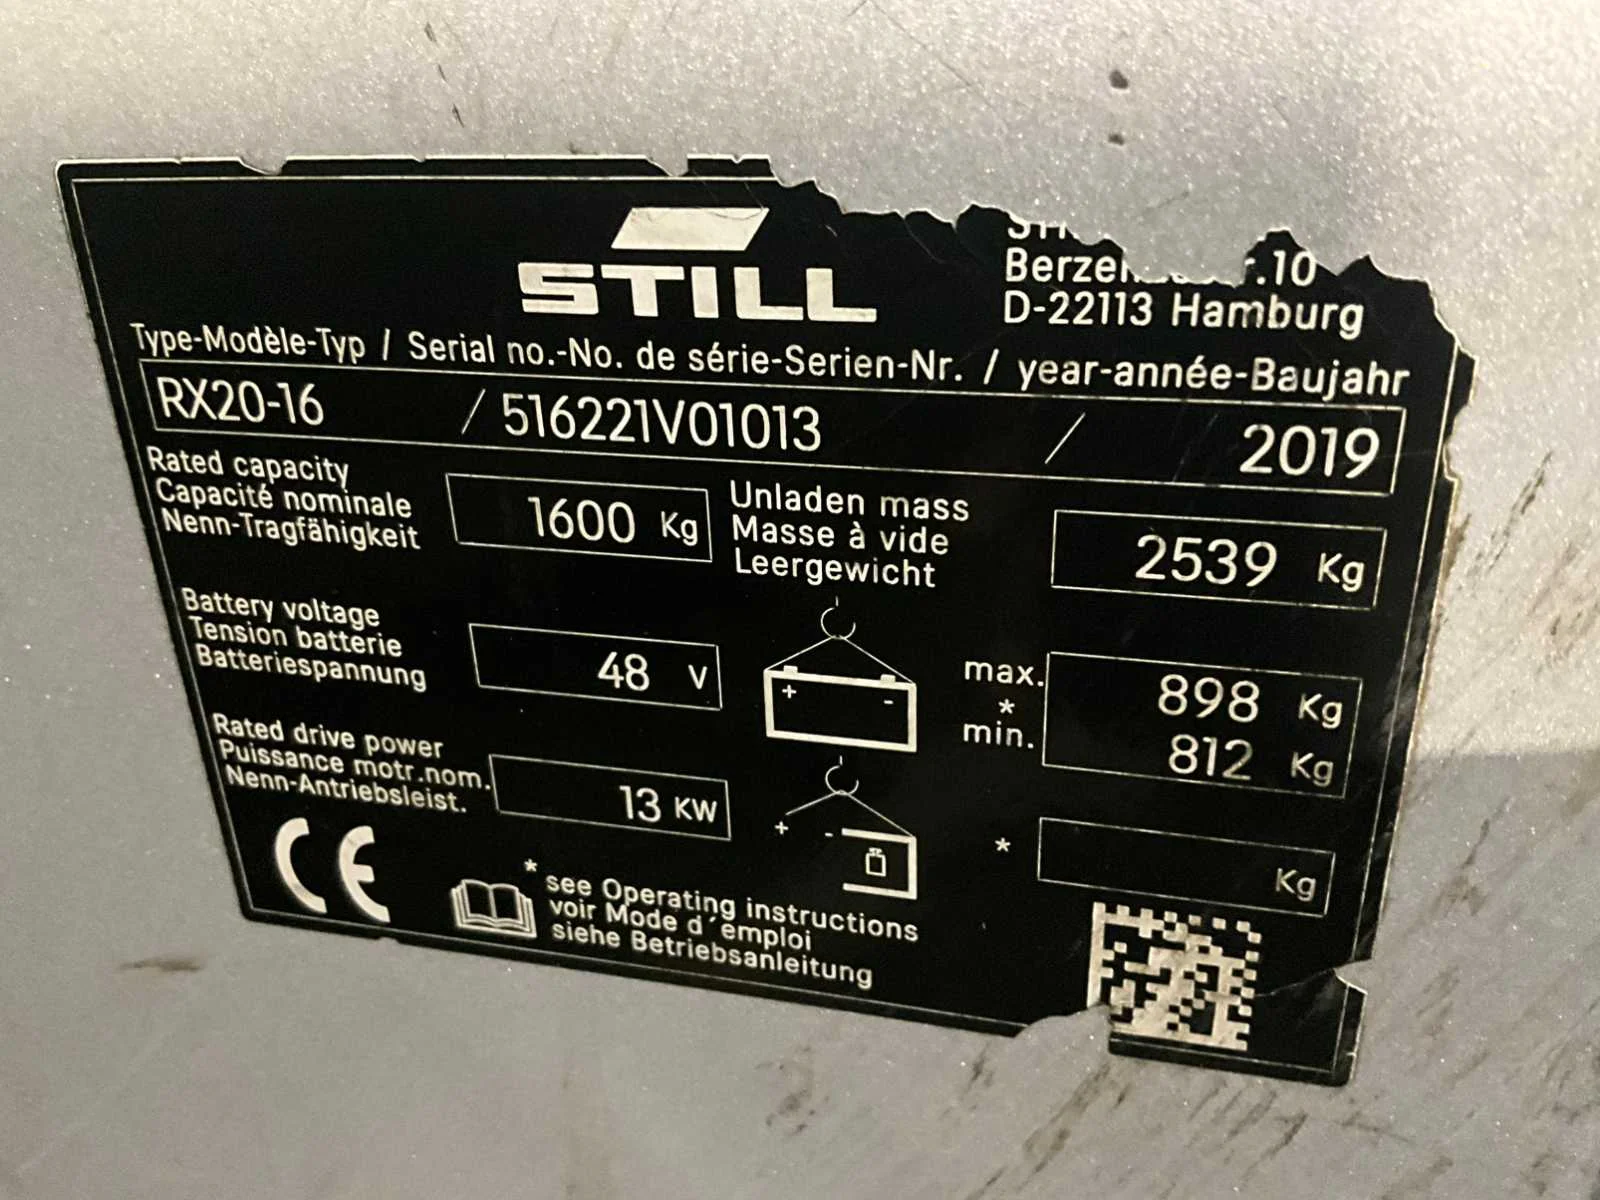 STILL
Berzel
.10
D-22113 Hamburg
Type-Modèle-Typ / Serial no.-No. de série-Serien-Nr. / year-année-Baujahr
RX20-16 / 516221V01013 / 2019
Rated capacity
Capacité nominale
Nenn-Tragfähigkeit
1600 Kg
Unladen mass
Masse à vide
Leergewicht
2539 Kg
Battery voltage
Tension batterie
Batteriespannung
48 V
max. 898 Kg
*
min. 812 Kg
Rated drive power
Puissance motr.nom.
Nenn-Antriebsleist.
13 KW
+ -
+ -
* Kg
CE
* see Operating instructions
voir Mode d´emploi
siehe Betriebsanleitung